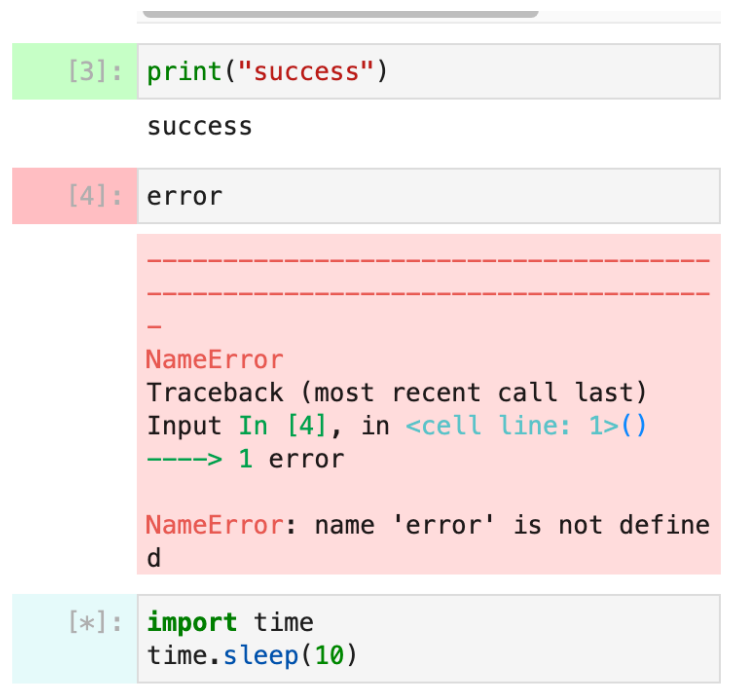 [3]: print("success")
success
[4]: error
-------------------------------------
-------------------------------------
-
NameError
Traceback (most recent call last)
Input In [4], in <cell line: 1>()
----> 1 error
NameError: name 'error' is not define
d
[*]: import time
time.sleep(10)